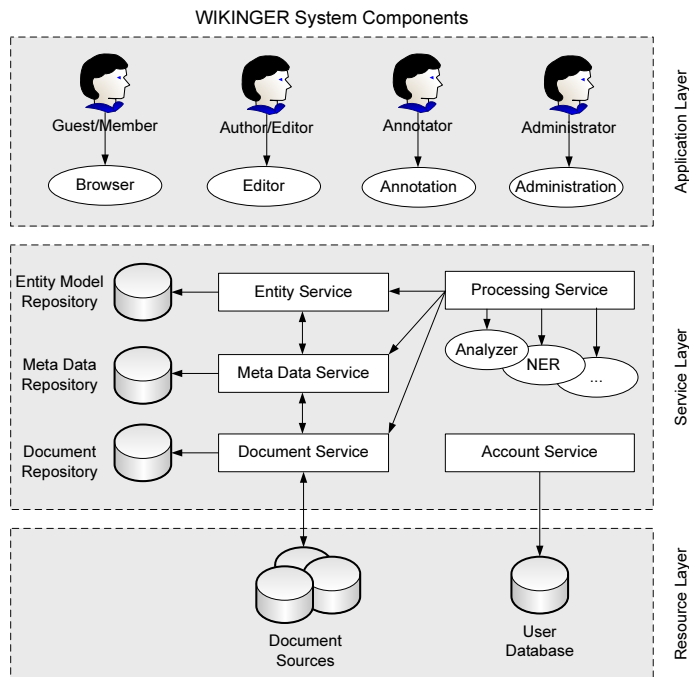 WIKINGER System Components
Guest/Member
Author/Editor
Annotator
Administrator
Browser
Editor
Annotation
Administration
Application Layer
Entity Model
Repository
Entity Service
Processing Service
Analyzer
NER
...
Meta Data
Repository
Meta Data Service
Document
Repository
Document Service
Account Service
Service Layer
Document
Sources
User
Database
Resource Layer